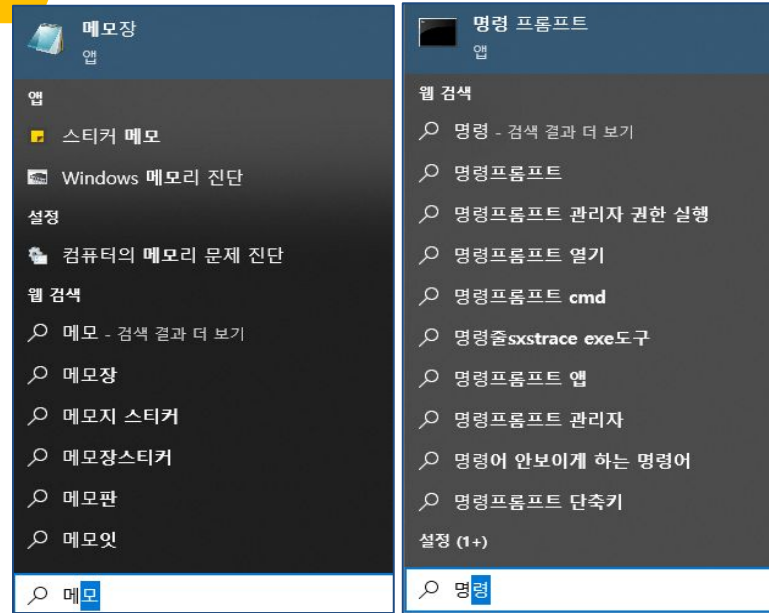 메모장
앱
앱
스티커 메모
Windows 메모리 진단
설정
컴퓨터의 메모리 문제 진단
웹 검색
메모 - 검색 결과 더 보기
메모장
메모지 스티커
메모장스티커
메모판
메모잇
메모
명령 프롬프트
앱
웹 검색
명령 - 검색 결과 더 보기
명령프롬프트
명령프롬프트 관리자 권한 실행
명령프롬프트 열기
명령프롬프트 cmd
명령줄sxstrace exe도구
명령프롬프트 앱
명령프롬프트 관리자
명령어 안보이게 하는 명령어
명령프롬프트 단축키
설정 (1+)
명령